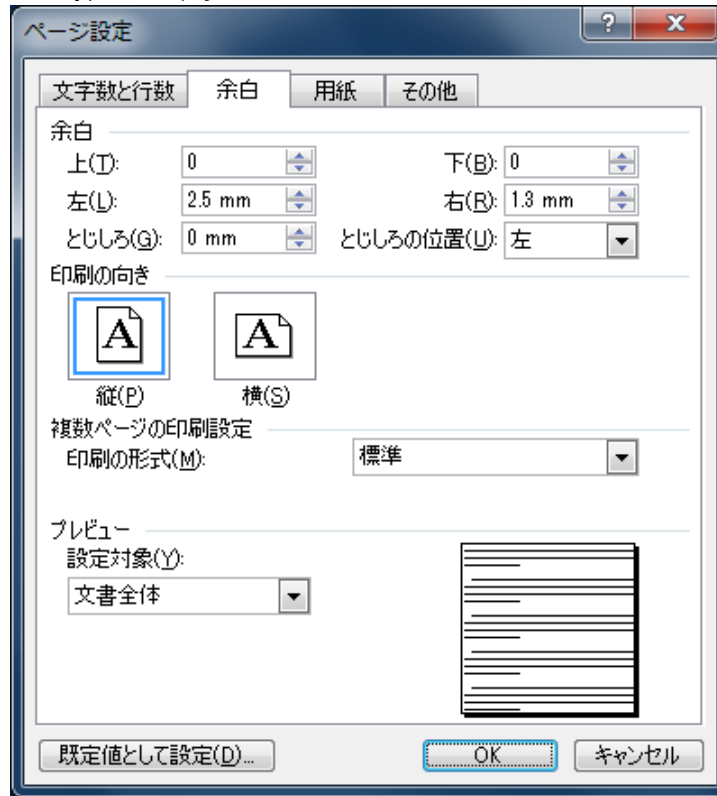 ページ設定
文字数と行数 余白 用紙 その他
余白
上(T): 0 下(B): 0
左(L): 2.5 mm 右(R): 1.3 mm
とじしろ(G): 0 mm とじしろの位置(U): 左
印刷の向き
縦(P) 横(S)
複数ページの印刷設定
印刷の形式(M): 標準
プレビュー
設定対象(Y):
文書全体
既定値として設定(D)... OK キャンセル